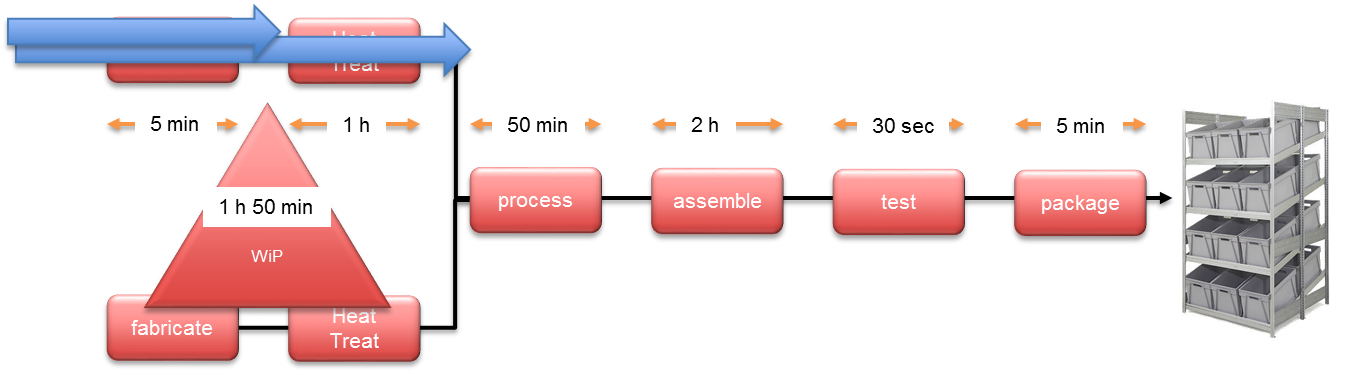 Heat
Treat
5 min
1 h
50 min
2 h
30 sec
5 min
1 h 50 min
WiP
process
assemble
test
package
fabricate
Heat
Treat